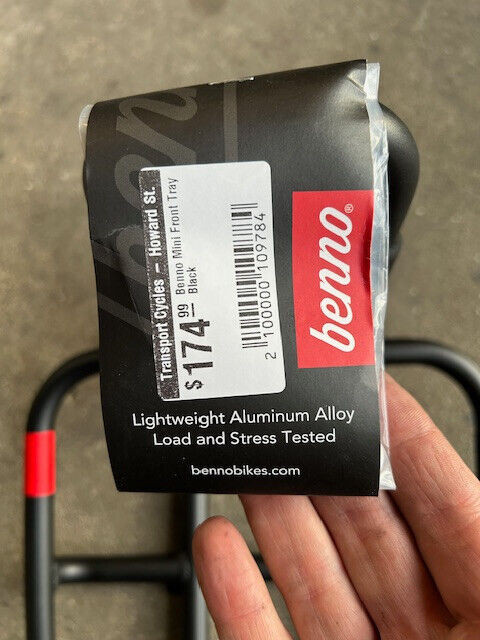 benno
Transport Cycles - Howard St.
Benno Mini Front Tray
Black
$174.99
2 100000 109784
benno®
Lightweight Aluminum Alloy
Load and Stress Tested
bennobikes.com